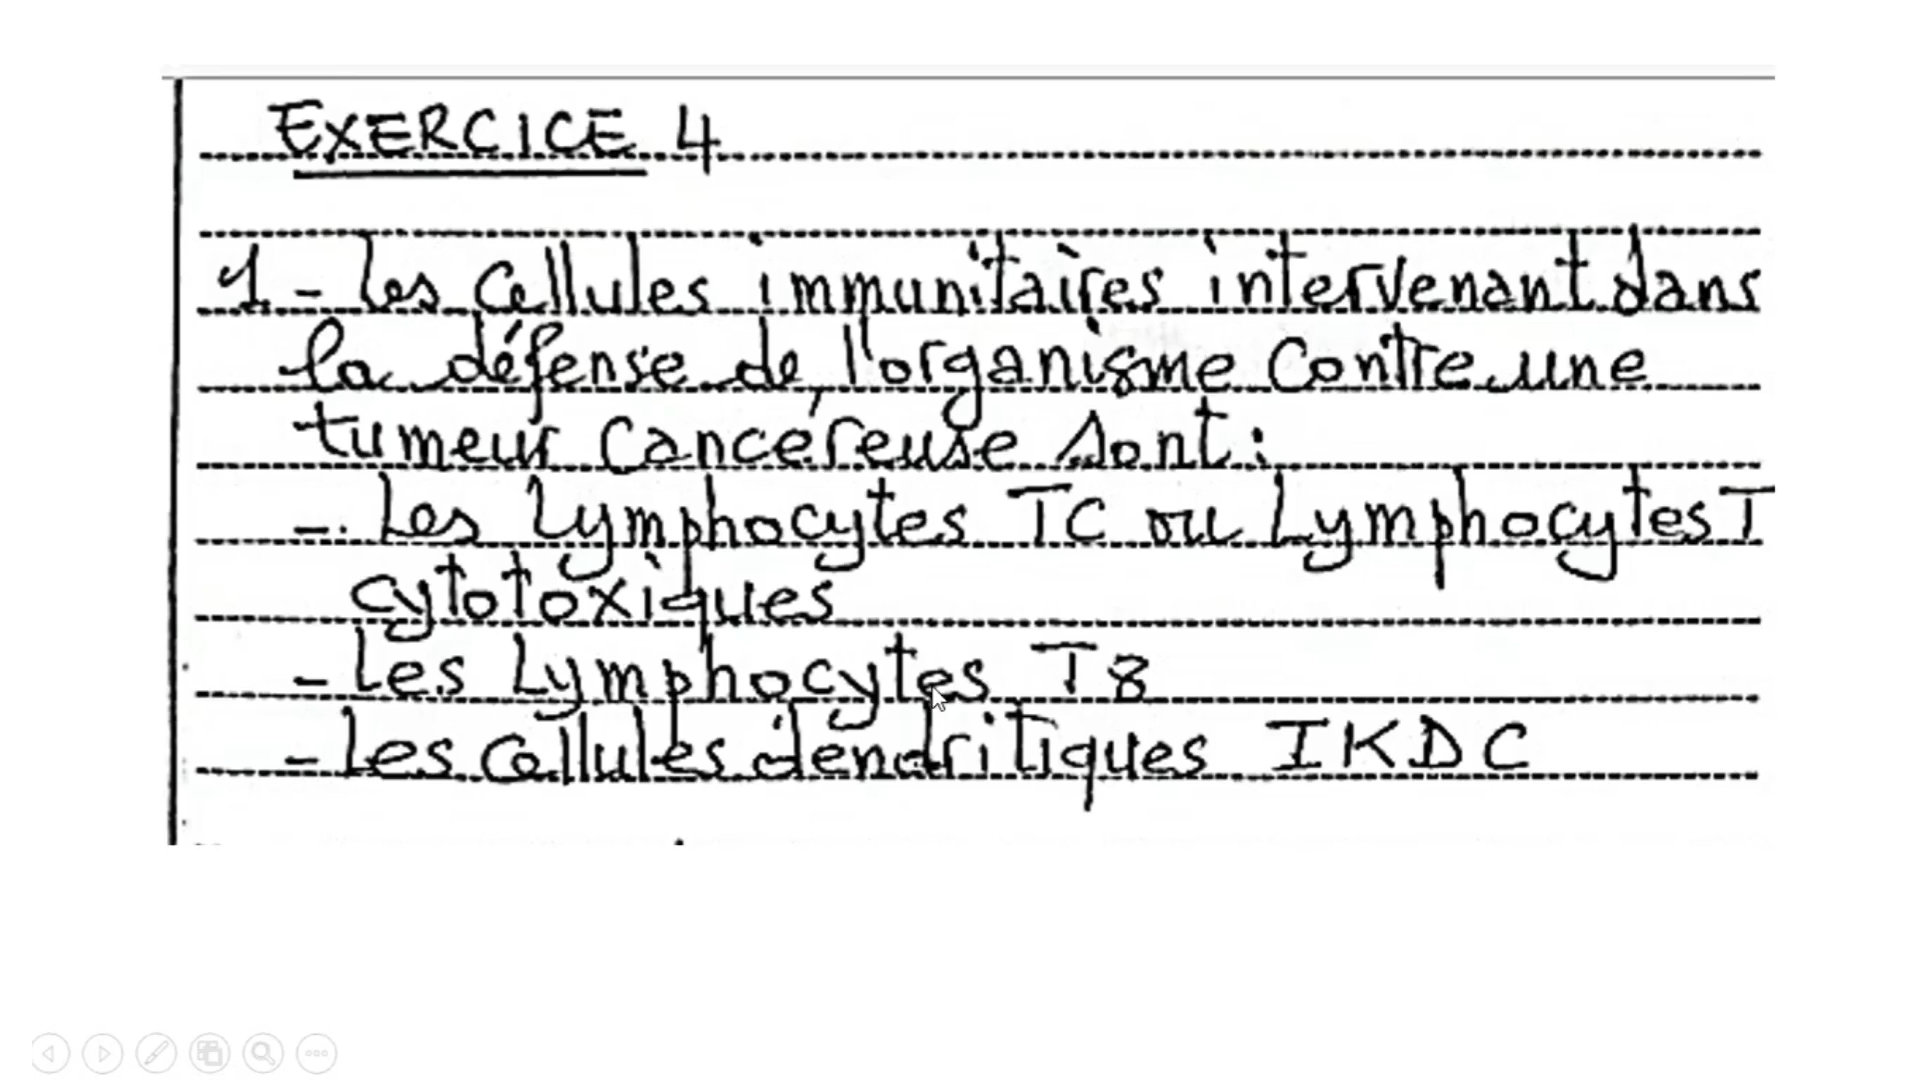 EXERCICE 4
1 - Les cellules immunitaires intervenant dans
la défense de l'organisme contre une
tumeur cancéreuse sont :
- Les Lymphocytes TC ou Lymphocytes T
cytotoxiques
- Les Lymphocytes T8
- Les cellules dendritiques IKDC